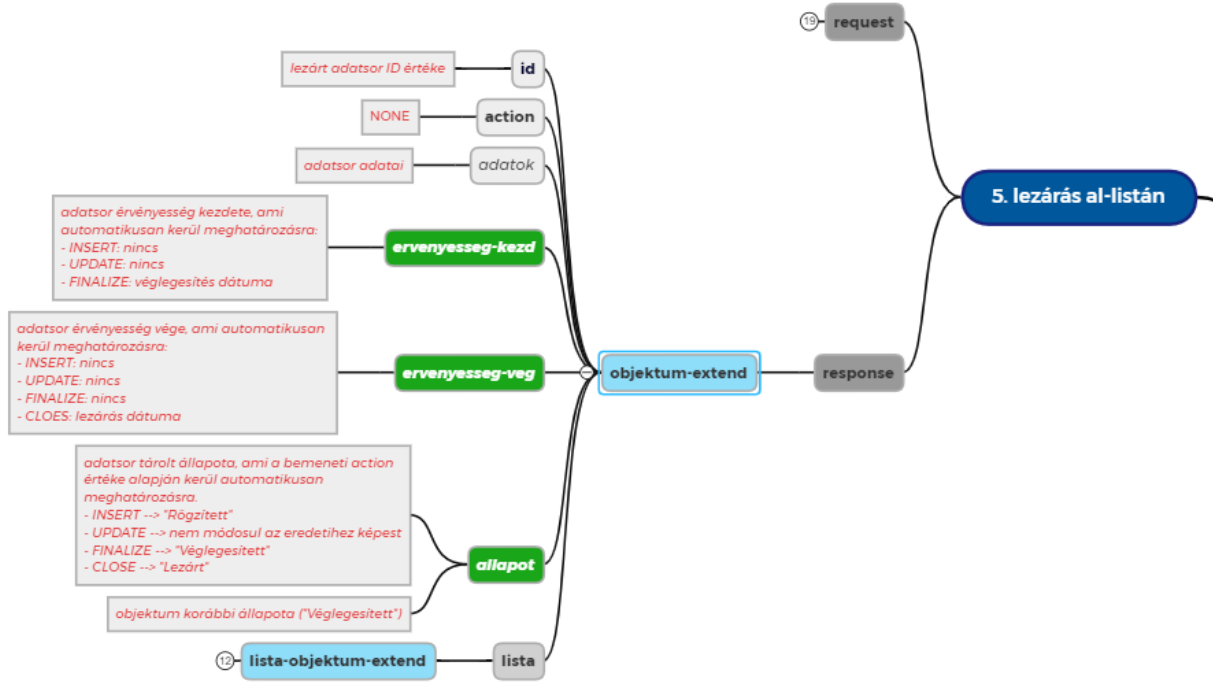 19
request
lezárt adatsor ID értéke
id
NONE
action
adatsor adatai
adatok
5. lezárás al-listán
adatsor érvényesség kezdete, ami
automatikusan kerül meghatározásra:
- INSERT: nincs
- UPDATE: nincs
- FINALIZE: véglegesítés dátuma
ervenyesseg-kezd
adatsor érvényesség vége, ami automatikusan
kerül meghatározásra:
- INSERT: nincs
- UPDATE: nincs
- FINALIZE: nincs
- CLOES: lezárás dátuma
ervenyesseg-veg
objektum-extend
response
adatsor tárolt állapota, ami a bemeneti action
értéke alapján kerül automatikusan
meghatározásra.
- INSERT --> "Rögzített"
- UPDATE --> nem módosul az eredetihez képest
- FINALIZE --> "Véglegesített"
- CLOSE --> "Lezárt"
allapot
objektum korábbi állapota ("Véglegesített")
12
lista-objektum-extend
lista